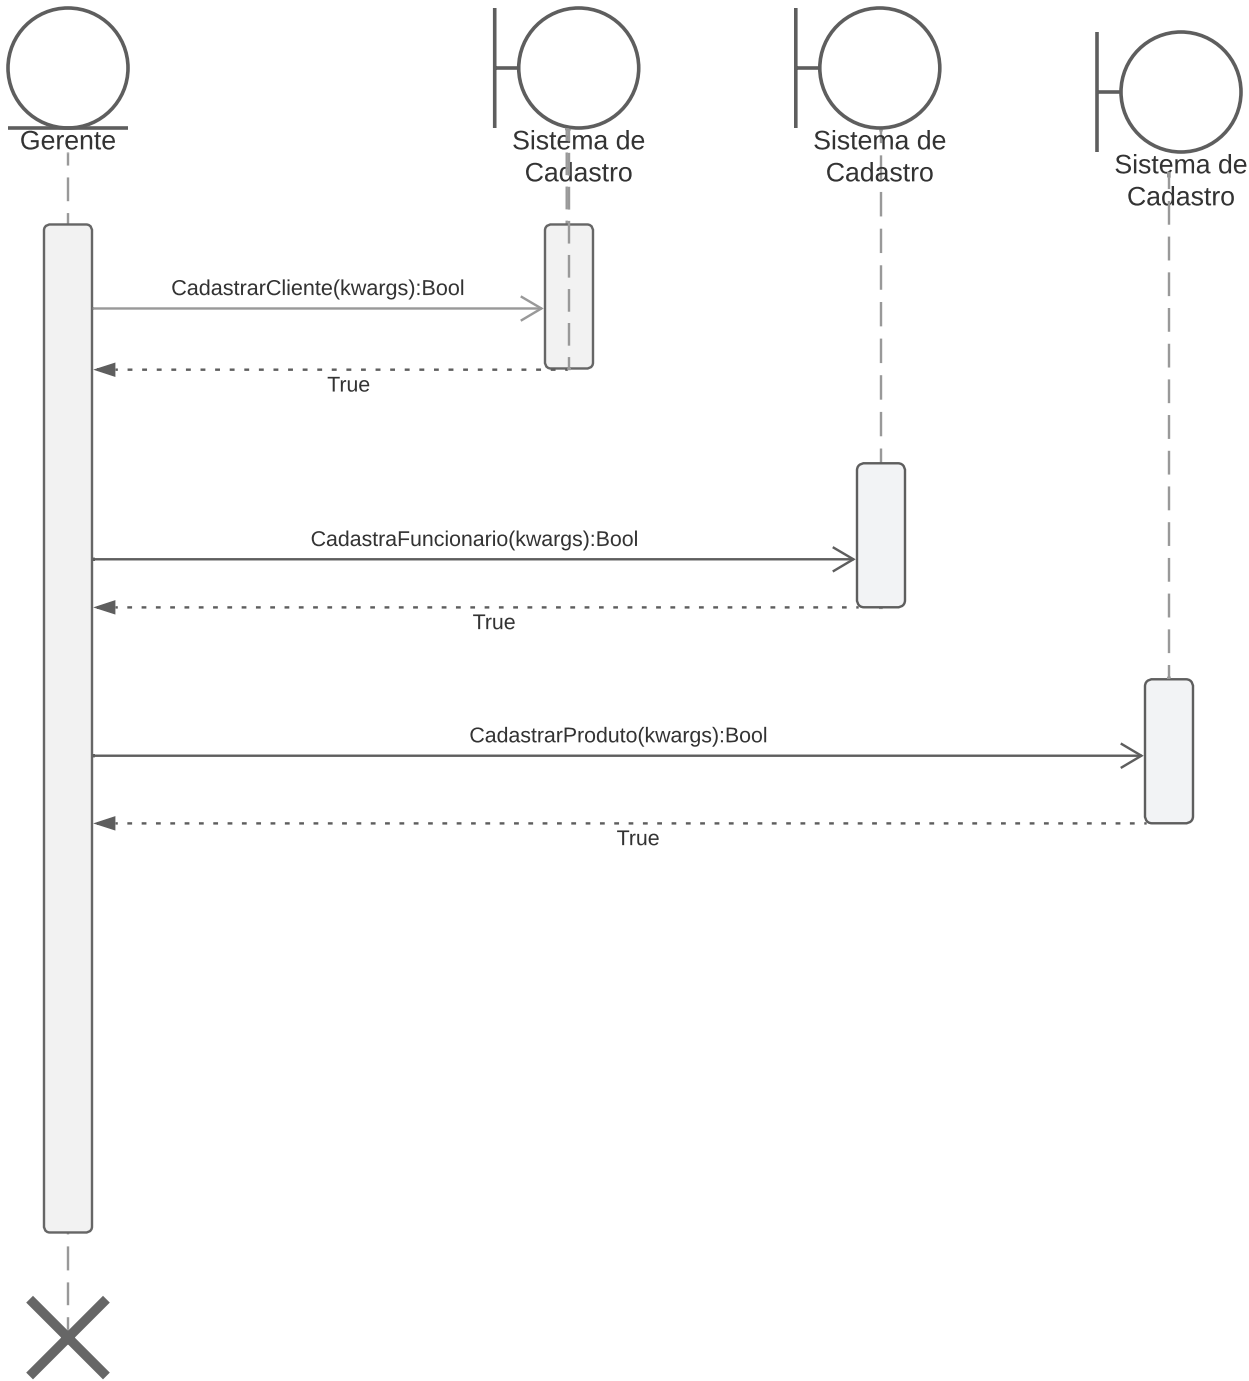 Gerente
Sistema de
Cadastro
Sistema de
Cadastro
Sistema de
Cadastro
CadastrarCliente(kwargs):Bool
True
CadastraFuncionario(kwargs):Bool
True
CadastrarProduto(kwargs):Bool
True